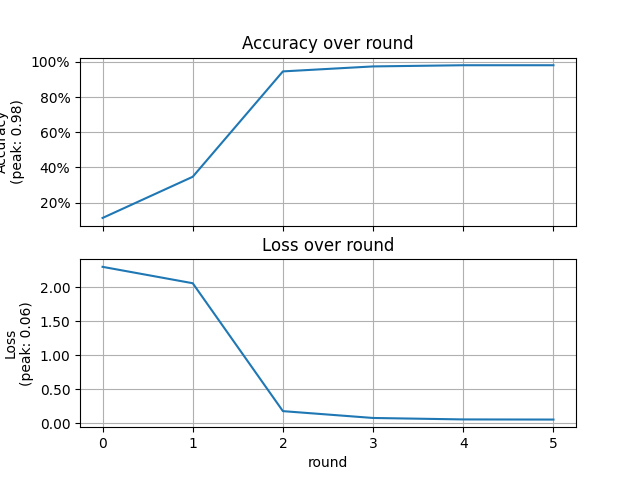 Accuracy over round
100%
80%
60%
40%
20%
Accuracy
(peak: 0.98)
Loss over round
2.00
1.50
1.00
0.50
0.00
Loss
(peak: 0.06)
0 1 2 3 4 5
round